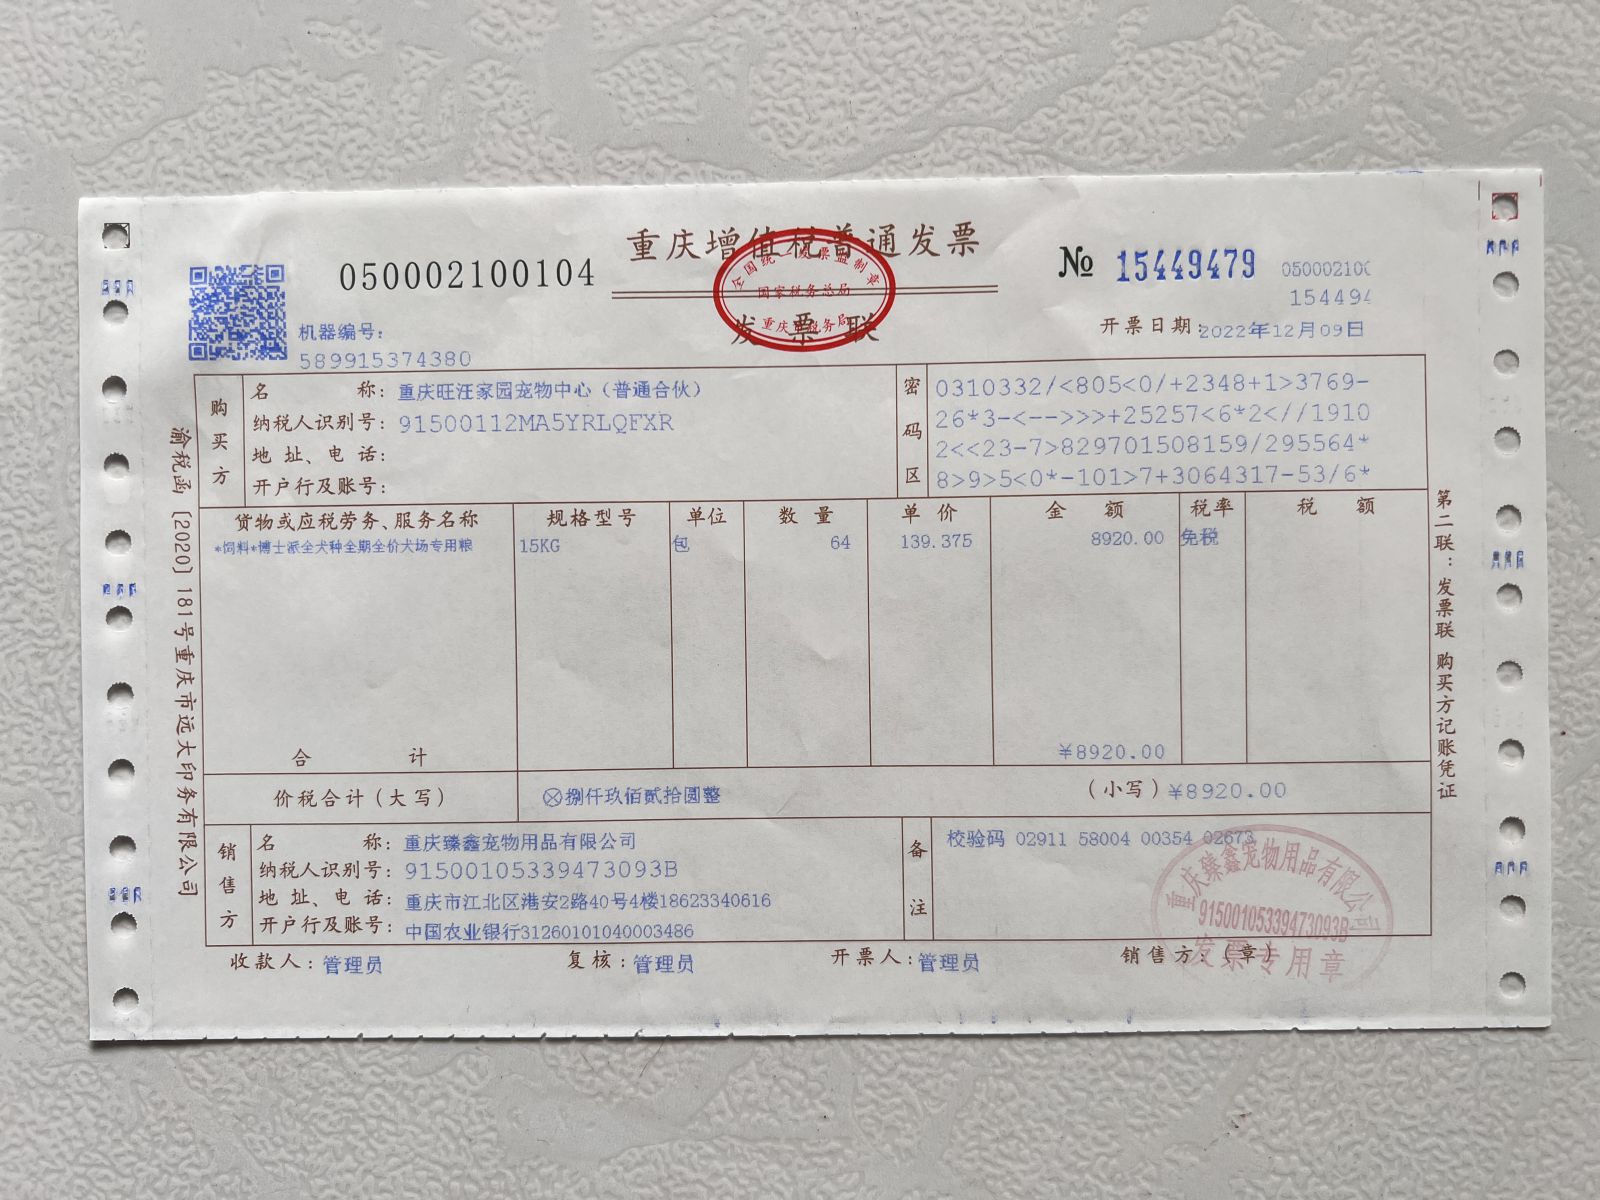 重庆增值税普通发票
发票联
全国统一发票监制章
国家税务总局
重庆市税务局
050002100104
№ 15449479
05000210
15449
机器编号:
589915374380
开票日期: 2022年12月09日
购买方
名 称: 重庆旺汪家园宠物中心（普通合伙）
纳税人识别号: 91500112MA5YRLQFXR
地 址、电 话:
开户行及账号:
密码区
0310332/<805<0/+2348+1>3769-
26*3-<-->>>+25257<6*2<//1910
2<<23-7>829701508159/295564*
8>9>5<0*-101>7+3064317-53/6*
货物或应税劳务、服务名称 规格型号 单位 数 量 单 价 金 额 税率 税 额
*饲料*博士派全犬种全期全价犬场专用粮 15KG 包 64 139.375 8920.00 免税
合 计 ¥8920.00
价税合计（大写） ⊗捌仟玖佰贰拾圆整 （小写）¥8920.00
销售方
名 称: 重庆臻鑫宠物用品有限公司
纳税人识别号: 91500105339473093B
地 址、电 话: 重庆市江北区港安2路40号4楼18623340616
开户行及账号: 中国农业银行31260101040003486
备注
校验码 02911 58004 00354 02673
收款人: 管理员 复核: 管理员 开票人: 管理员 销售方:（章）
重庆臻鑫宠物用品有限公司
91500105339473093B
发票专用章
渝税函［2020］181号重庆市远大印务有限公司
第二联：发票联 购买方记账凭证